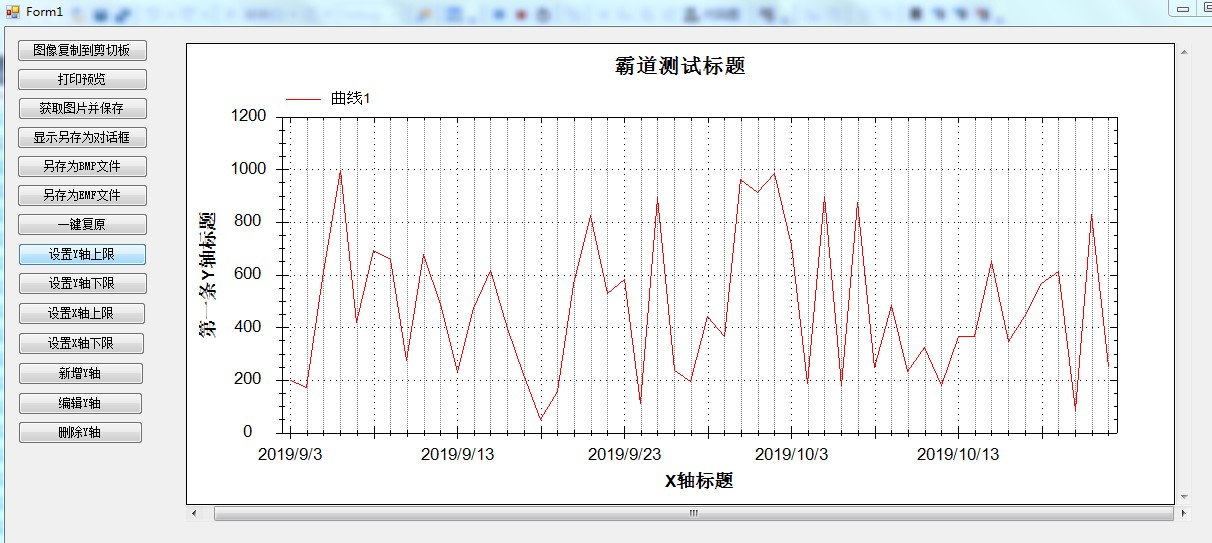 Form1
图像复制到剪切板
打印预览
获取图片并保存
显示另存为对话框
另存为BMP文件
另存为EMF文件
一键复原
设置Y轴上限
设置Y轴下限
设置X轴上限
设置X轴下限
新增Y轴
编辑Y轴
删除Y轴
霸道测试标题
曲线1
第一条Y轴标题
1200
1000
800
600
400
200
0
2019/9/3 2019/9/13 2019/9/23 2019/10/3 2019/10/13
X轴标题